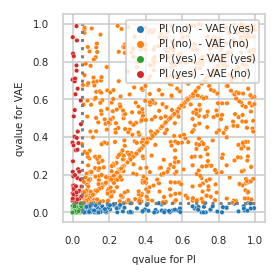 PI (no)  - VAE (yes)
PI (no)  - VAE (no)
PI (yes) - VAE (yes)
PI (yes) - VAE (no)
qvalue for VAE
1.0
0.8
0.6
0.4
0.2
0.0
0.0 0.2 0.4 0.6 0.8 1.0
qvalue for PI